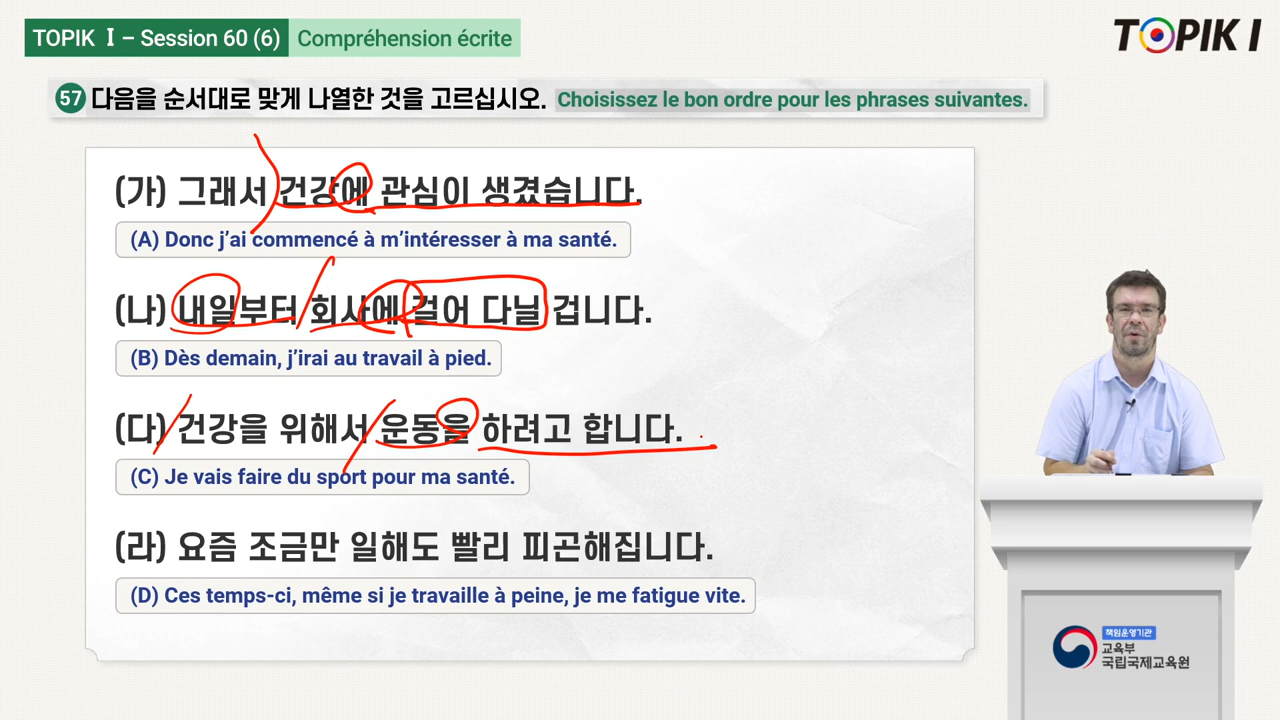 TOPIK Ⅰ – Session 60 (6) Compréhension écrite
TOPIK I
57 다음을 순서대로 맞게 나열한 것을 고르십시오. Choisissez le bon ordre pour les phrases suivantes.
(가) 그래서 건강에 관심이 생겼습니다.
(A) Donc j’ai commencé à m’intéresser à ma santé.
(나) 내일부터 회사에 걸어 다닐 겁니다.
(B) Dès demain, j’irai au travail à pied.
(다) 건강을 위해서 운동을 하려고 합니다.
(C) Je vais faire du sport pour ma santé.
(라) 요즘 조금만 일해도 빨리 피곤해집니다.
(D) Ces temps-ci, même si je travaille à peine, je me fatigue vite.
책임운영기관
교육부
국립국제교육원